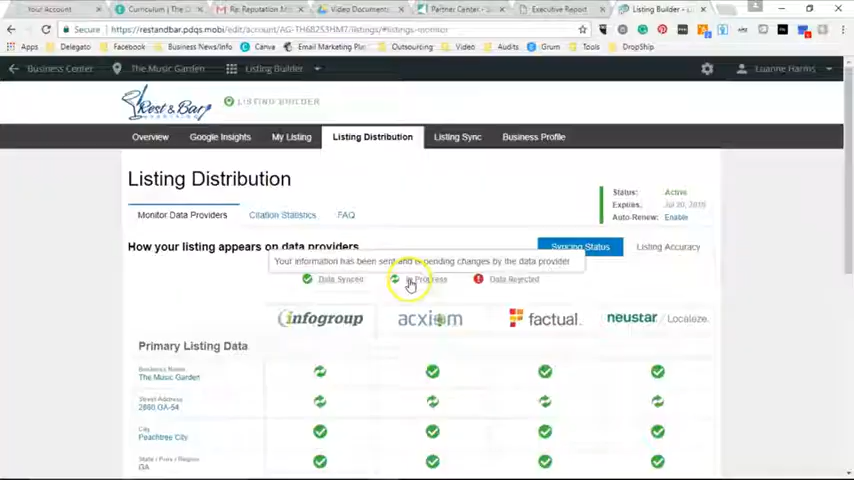 Your Account
Curriculum | The D
Re: Reputation M
Video Documents
Partner Center -
Executive Report
Listing Builder -
Secure
https://restandbar.pdqs.mobi/edit/account/AG-TH68253HM7/listings/#listings-monitor
Apps
Delegato
Facebook
Business News/Info
Canva
Email Marketing Pla
Outsourcing
Video
Audits
Grum
Tools
DropShip
Business Center
The Music Garden
Listing Builder
Luanne Harms
Rest & Bar
LISTING BUILDER
Overview
Google Insights
My Listing
Listing Distribution
Listing Sync
Business Profile
Listing Distribution
Status:
Active
Expires:
Auto-Renew:
Enable
Monitor Data Providers
Citation Statistics
FAQ
How your listing appears on data providers
Syncing Status
Listing Accuracy
Your information has been sent and is pending changes by the data provider
Data Synced
In Progress
Data Rejected
infogroup
acxiom
factual.
neustar
Localeze.
Primary Listing Data
Business Name
The Music Garden
Street Address
2860 GA-54
City
Peachtree City
State / Prov / Region
GA